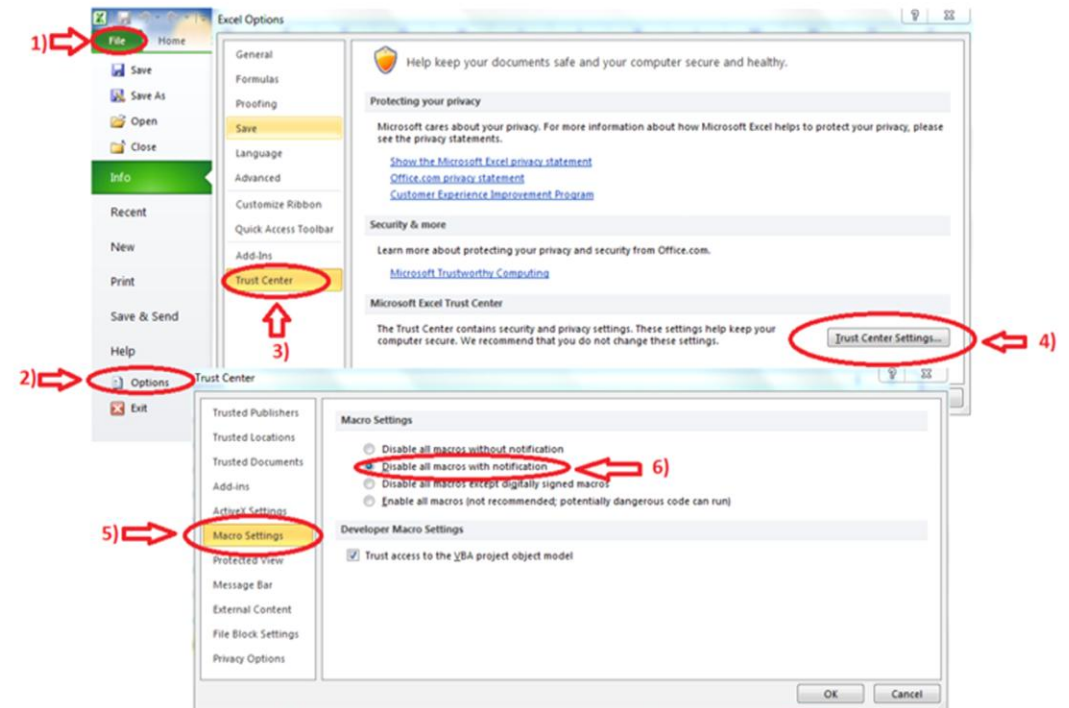 Excel Options
1)
File Home
Save
Save As
Open
Close
Info
Recent
New
Print
Save & Send
Help
2)
Options
Exit
General
Formulas
Proofing
Save
Language
Advanced
Customize Ribbon
Quick Access Toolbar
Add-Ins
Trust Center
3)
Help keep your documents safe and your computer secure and healthy.
Protecting your privacy
Microsoft cares about your privacy. For more information about how Microsoft Excel helps to protect your privacy, please
see the privacy statements.
Show the Microsoft Excel privacy statement
Office.com privacy statement
Customer Experience Improvement Program
Security & more
Learn more about protecting your privacy and security from Office.com.
Microsoft Trustworthy Computing
Microsoft Excel Trust Center
The Trust Center contains security and privacy settings. These settings help keep your
computer secure. We recommend that you do not change these settings.
Trust Center Settings...
4)
Trust Center
Trusted Publishers
Trusted Locations
Trusted Documents
Add-ins
ActiveX Settings
5)
Macro Settings
Protected View
Message Bar
External Content
File Block Settings
Privacy Options
Macro Settings
Disable all macros without notification
Disable all macros with notification
6)
Disable all macros except digitally signed macros
Enable all macros (not recommended; potentially dangerous code can run)
Developer Macro Settings
Trust access to the VBA project object model
OK Cancel